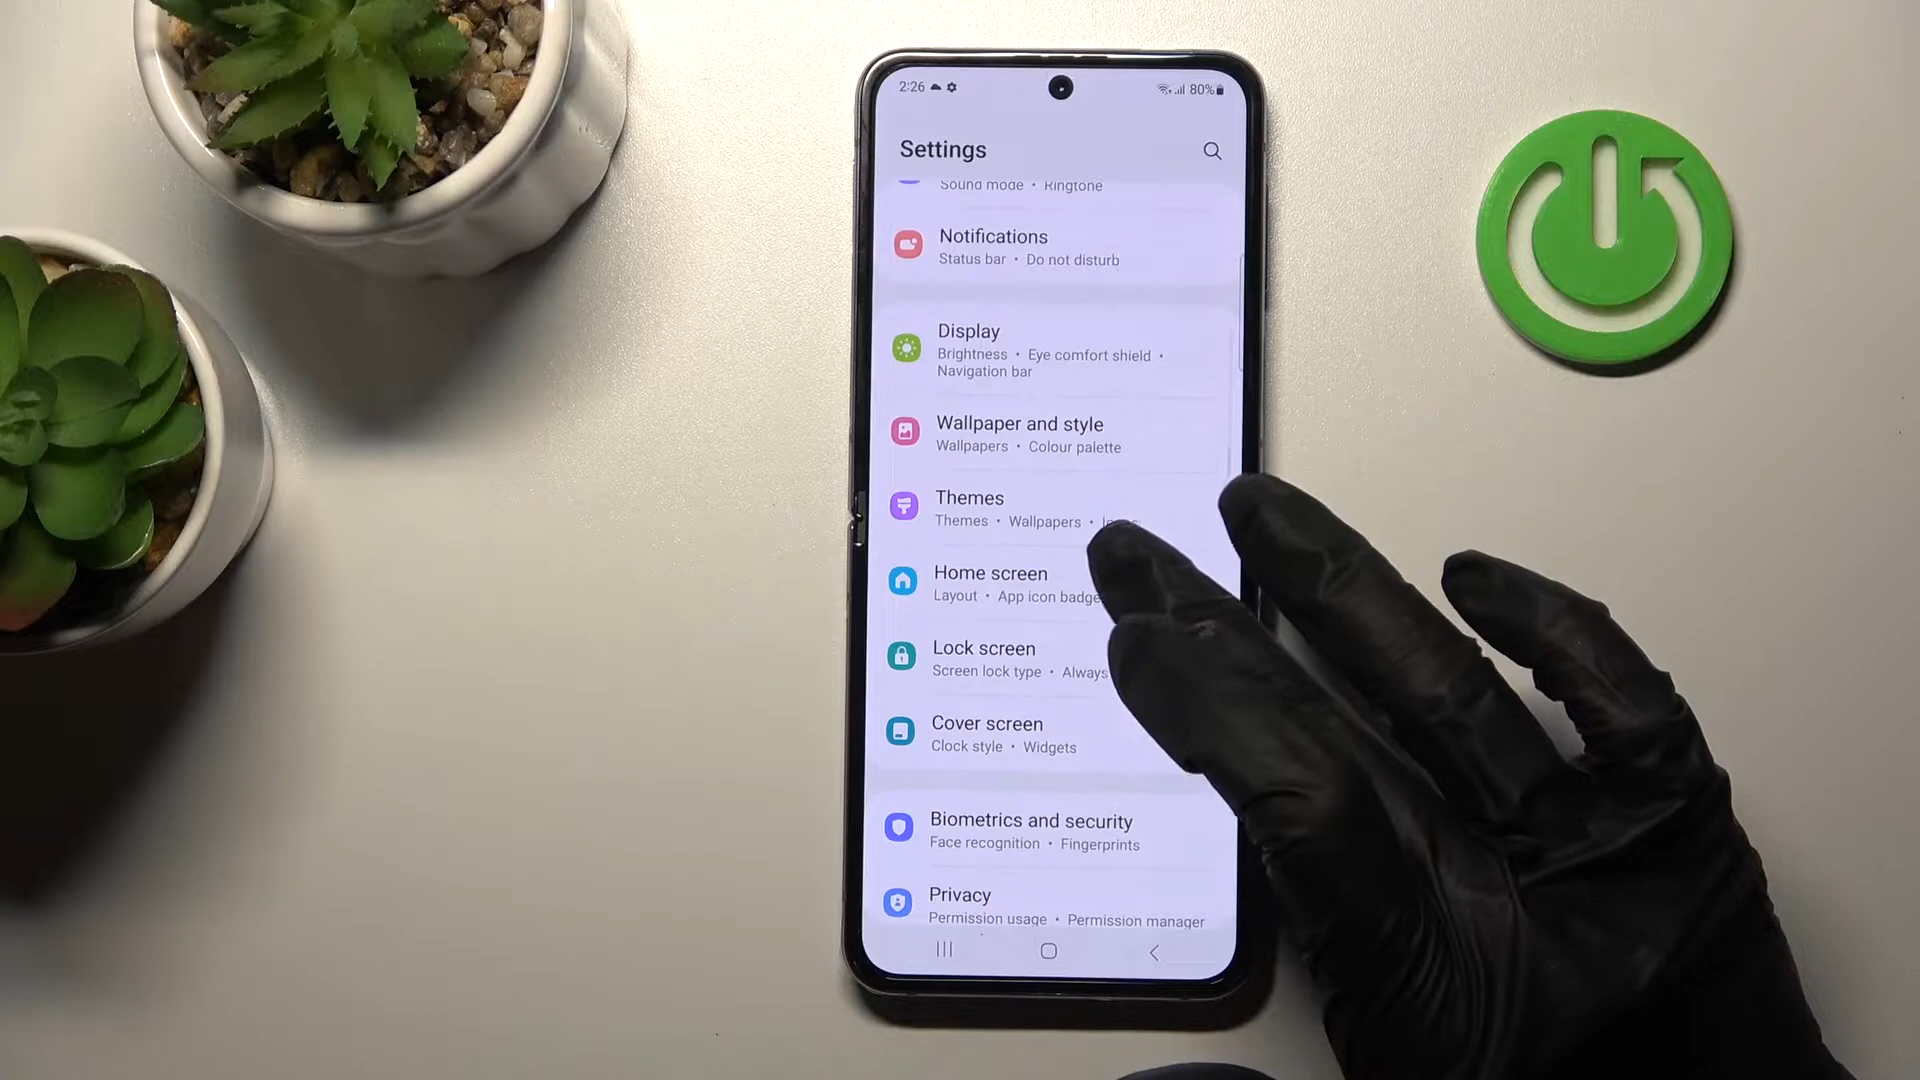 2:26
80%
Settings
Sound mode • Ringtone
Notifications
Status bar • Do not disturb
Display
Brightness • Eye comfort shield •
Navigation bar
Wallpaper and style
Wallpapers • Colour palette
Themes
Themes • Wallpapers •
Home screen
Layout • App icon badge
Lock screen
Screen lock type • Always
Cover screen
Clock style • Widgets
Biometrics and security
Face recognition • Fingerprints
Privacy
Permission usage • Permission manager